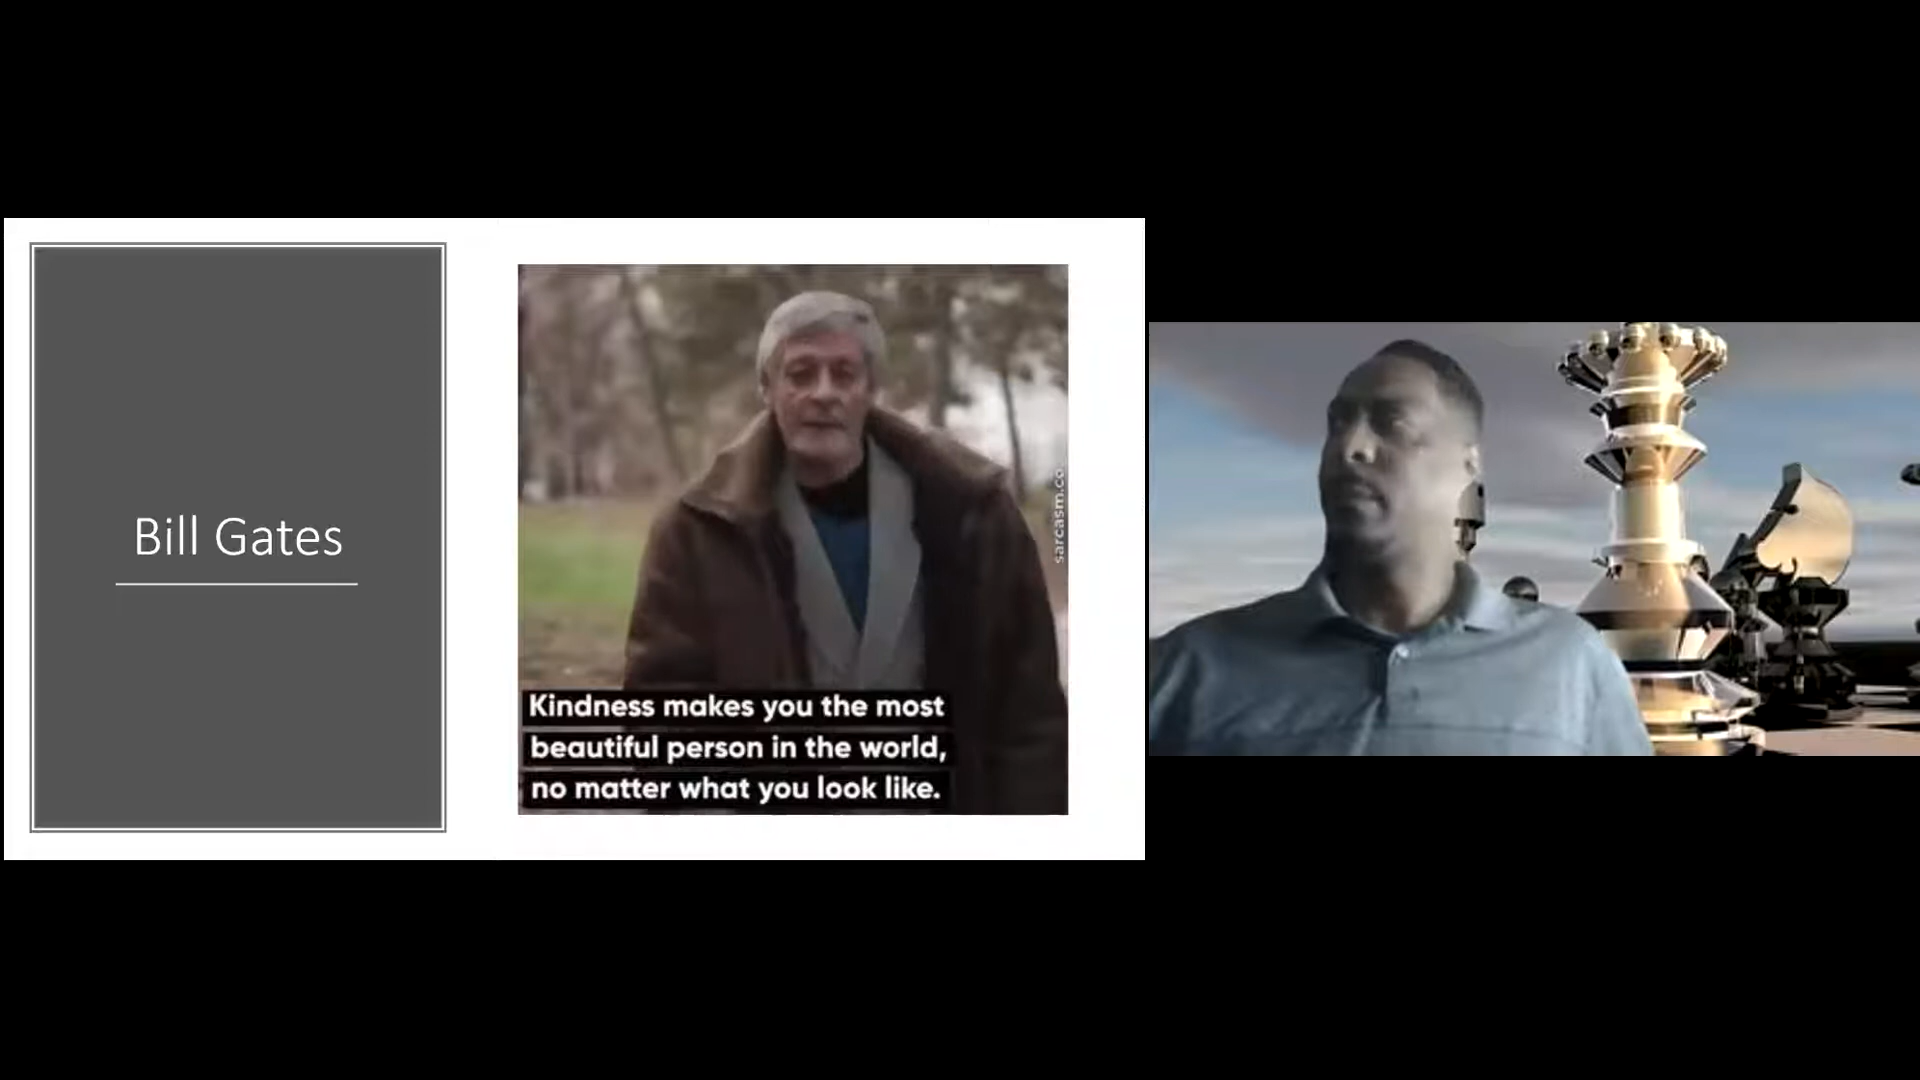 Bill Gates
sarcasm.co
Kindness makes you the most
beautiful person in the world,
no matter what you look like.